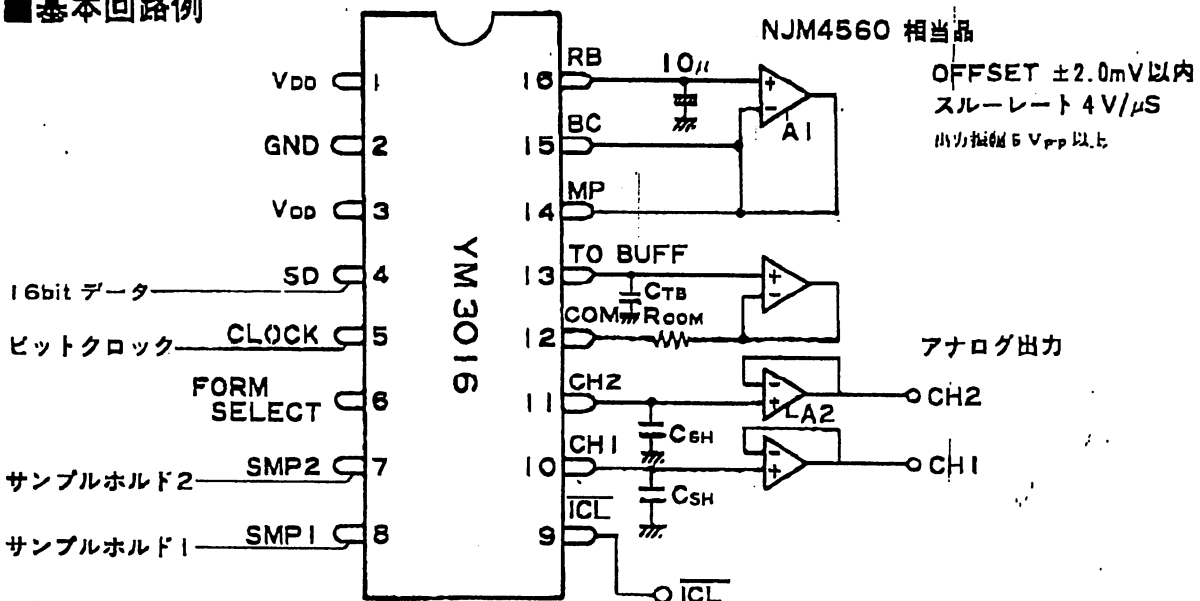 ■基本回路例
NJM4560 相当品
OFFSET ±2.0mV以内
スルーレート 4V/μS
出力振幅 5 Vp-p 以上
VDD 1
GND 2
VDD 3
16bit データ SD 4
ビットクロック CLOCK 5
FORM
SELECT 6
サンプルホルド2 SMP2 7
サンプルホルド1 SMP1 8
YM3016
16 RB
10μ
+
-
A1
15 BC
14 MP
13 TO BUFF
CTB
+
-
12 COM RCOM
アナログ出力
11 CH2
-
+
A2
CH2
CSH
10 CH1
-
+
CH1
CSH
9 ICL
ICL